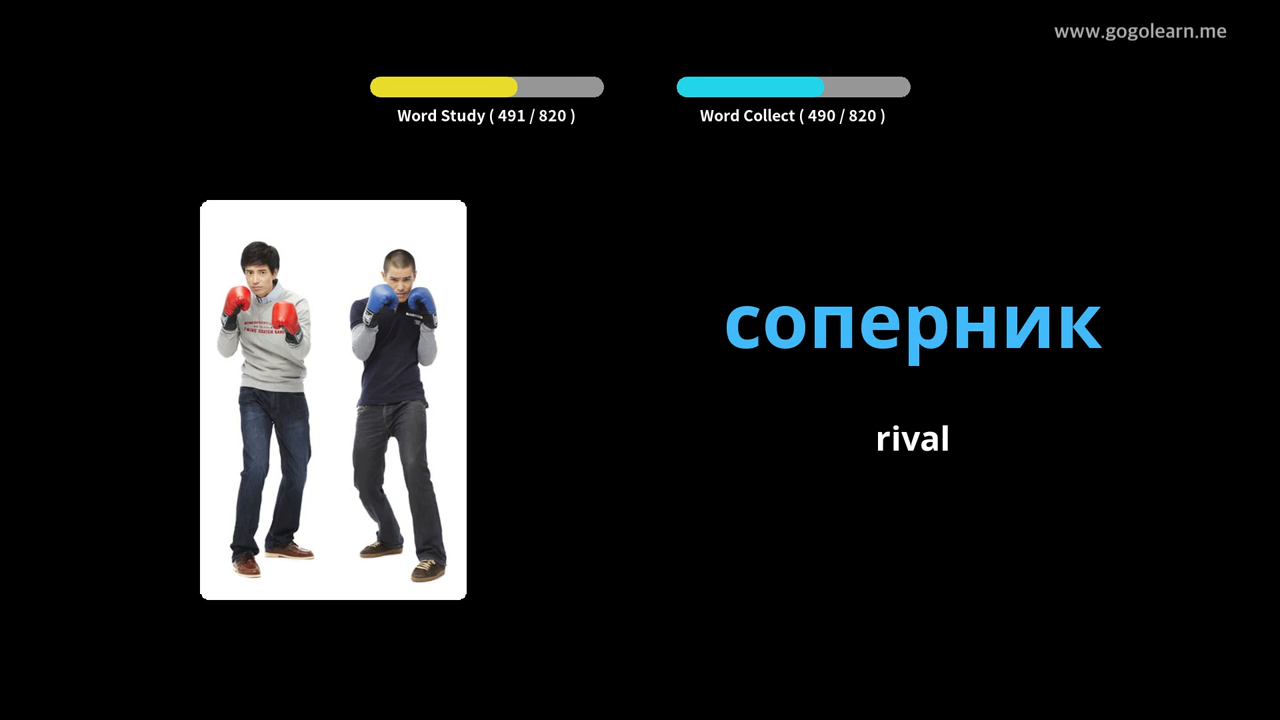 www.gogolearn.me
Word Study ( 491 / 820 )
Word Collect ( 490 / 820 )
соперник
rival